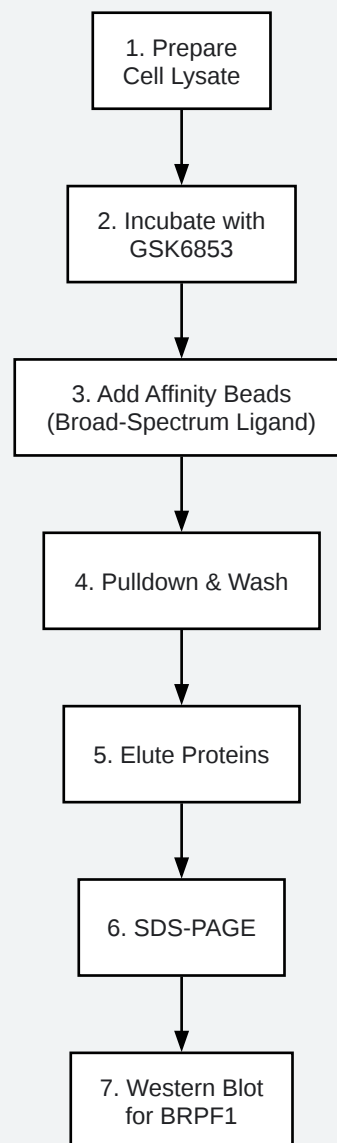 1. Prepare
Cell Lysate
2. Incubate with
GSK6853
3. Add Affinity Beads
(Broad-Spectrum Ligand)
4. Pulldown & Wash
5. Elute Proteins
6. SDS-PAGE
7. Western Blot
for BRPF1